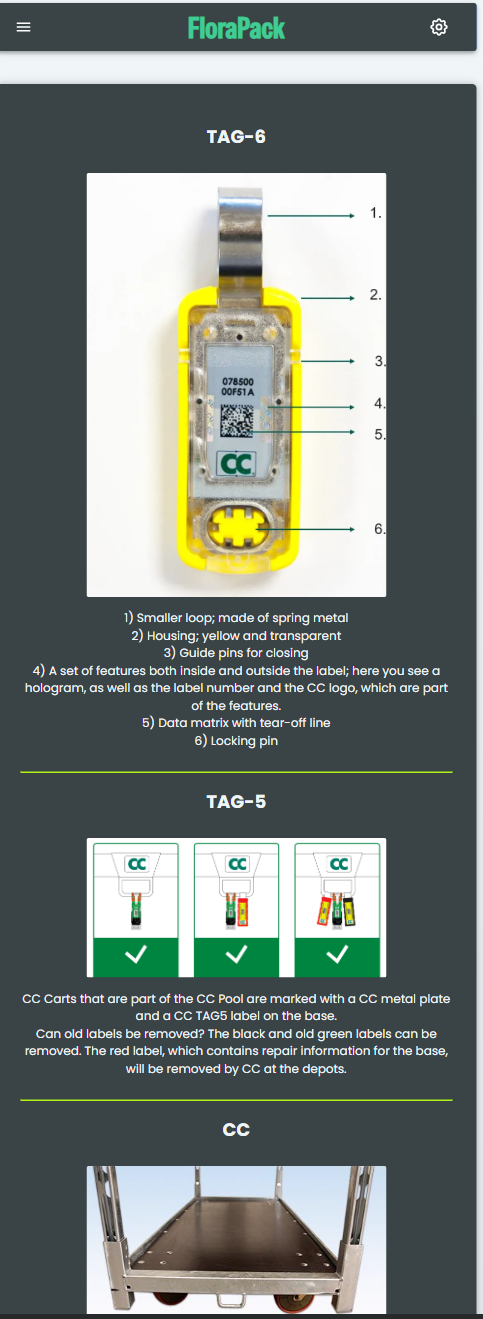 FloraPack
TAG-6
1.
2.
3.
078500
00F51A
4.
5.
CC
6.
1) Smaller loop; made of spring metal
2) Housing; yellow and transparent
3) Guide pins for closing
4) A set of features both inside and outside the label; here you see a
hologram, as well as the label number and the CC logo, which are part
of the features.
5) Data matrix with tear-off line
6) Locking pin
TAG-5
CC
CC
CC
CC Carts that are part of the CC Pool are marked with a CC metal plate
and a CC TAG5 label on the base.
Can old labels be removed? The black and old green labels can be
removed. The red label, which contains repair information for the base,
will be removed by CC at the depots.
CC